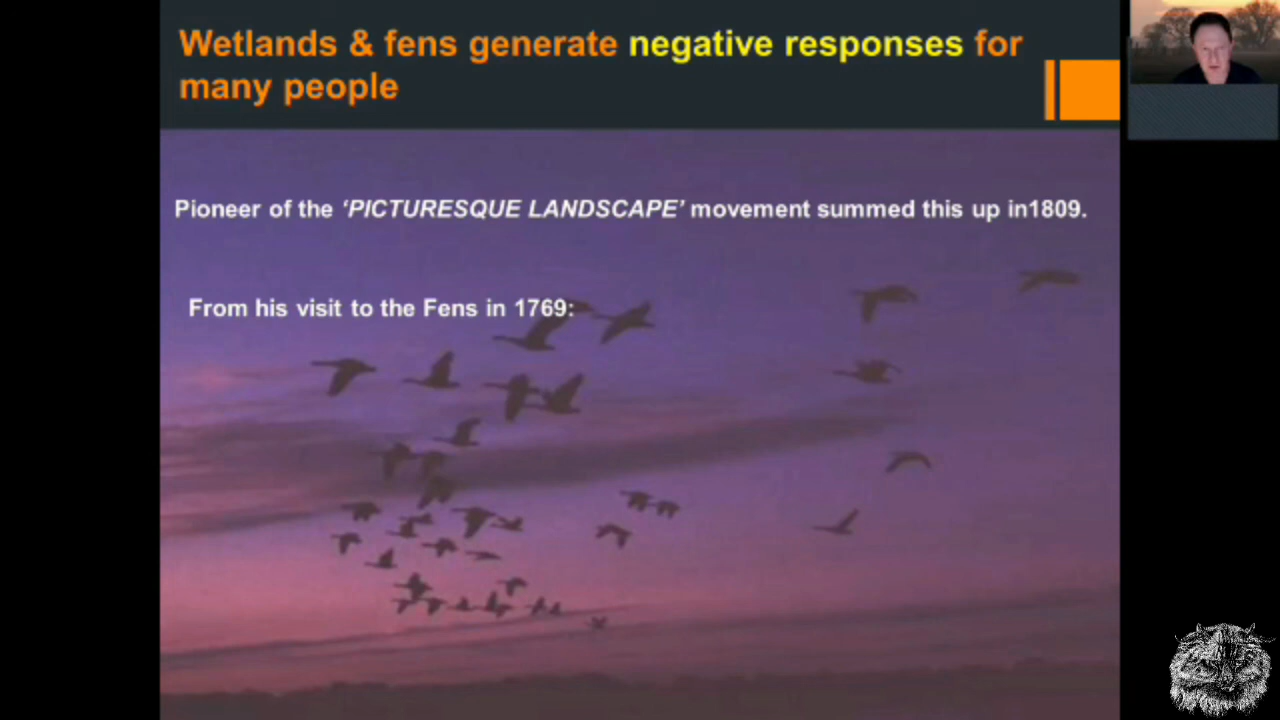 Wetlands & fens generate negative responses for
many people
Pioneer of the ‘PICTURESQUE LANDSCAPE’ movement summed this up in1809.
From his visit to the Fens in 1769: